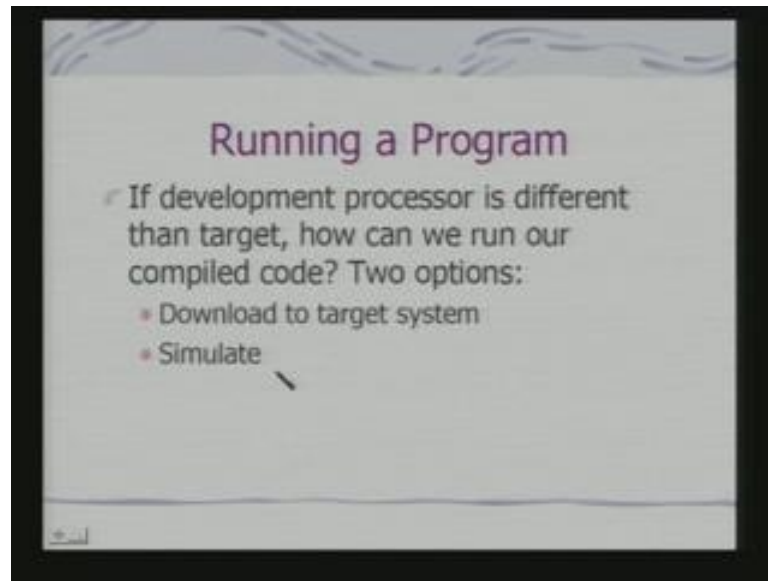 Running a Program
If development processor is different
than target, how can we run our
compiled code? Two options:
Download to target system
Simulate